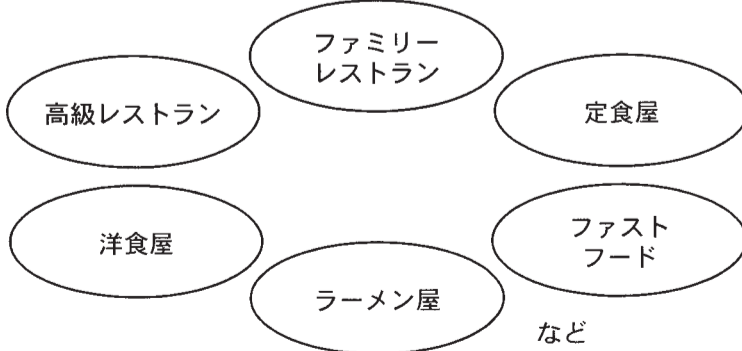 ファミリー
レストラン
高級レストラン
定食屋
洋食屋
ファスト
フード
ラーメン屋
など